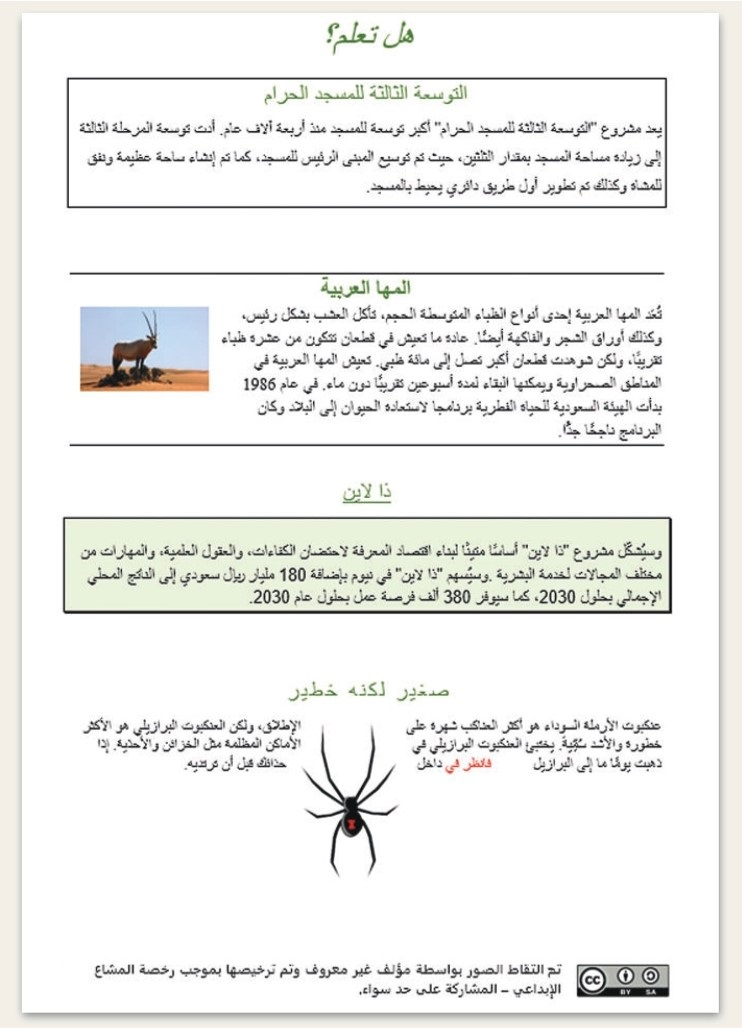 هل تعلم؟
التوسعة الثالثة للمسجد الحرام
يعد مشروع "التوسعة الثالثة للمسجد الحرام" أكبر توسعة للمسجد منذ أربعة آلاف عام. أدت توسعة المرحلة الثالثة
إلى زيادة مساحة المسجد بمقدار الثلثين، حيث تم توسيع المبنى الرئيس للمسجد، كما تم إنشاء ساحة عظيمة ونفق
للمشاة وكذلك تم تطوير أول طريق دائري يحيط بالمسجد.
المها العربية
تُعَد المها العربية إحدى أنواع الظباء المتوسطة الحجم، تأكل العشب بشكل رئيس،
وكذلك أوراق الشجر والفاكهة أيضًا. عادة ما تعيش في قطعان تتكون من عشرة ظباء
تقريبًا، ولكن شوهدت قطعان أكبر تصل إلى مائة ظبي. تعيش المها العربية في
المناطق الصحراوية ويمكنها البقاء لمدة أسبوعين تقريبًا دون ماء. في عام 1986
بدأت الهيئة السعودية للحياة الفطرية برنامجا لاستعادة الحيوان إلى البلاد وكان
البرنامج ناجحًا جدًّا.
ذا لاين
وسيُشكّل مشروع "ذا لاين" أساسًا متينًا لبناء اقتصاد المعرفة لاحتضان الكفاءات، والعقول العلمية، والمهارات من
مختلف المجالات لخدمة البشرية .وسيُسهم "ذا لاين" في نيوم بإضافة 180 مليار ريال سعودي إلى الناتج المحلي
الإجمالي بحلول 2030، كما سيوفر 380 ألف فرصة عمل بحلول عام 2030.
صغير لكنه خطير
عنكبوت الأرملة السوداء هو أكثر العناكب شهرة على
خطورة والأشد سُمّية. يختبئ العنكبوت البرازيلي في
ذهبت يومًا ما إلى البرازيل فانظر في داخل
الإطلاق، ولكن العنكبوت البرازيلي هو الأكثر
الأماكن المظلمة مثل الخزائن والأحذية. إذا
حذائك قبل أن ترتديه.
تم التقاط الصور بواسطة مؤلف غير معروف وتم ترخيصها بموجب رخصة المشاع
الإبداعي – المشاركة على حد سواء.
cc BY SA